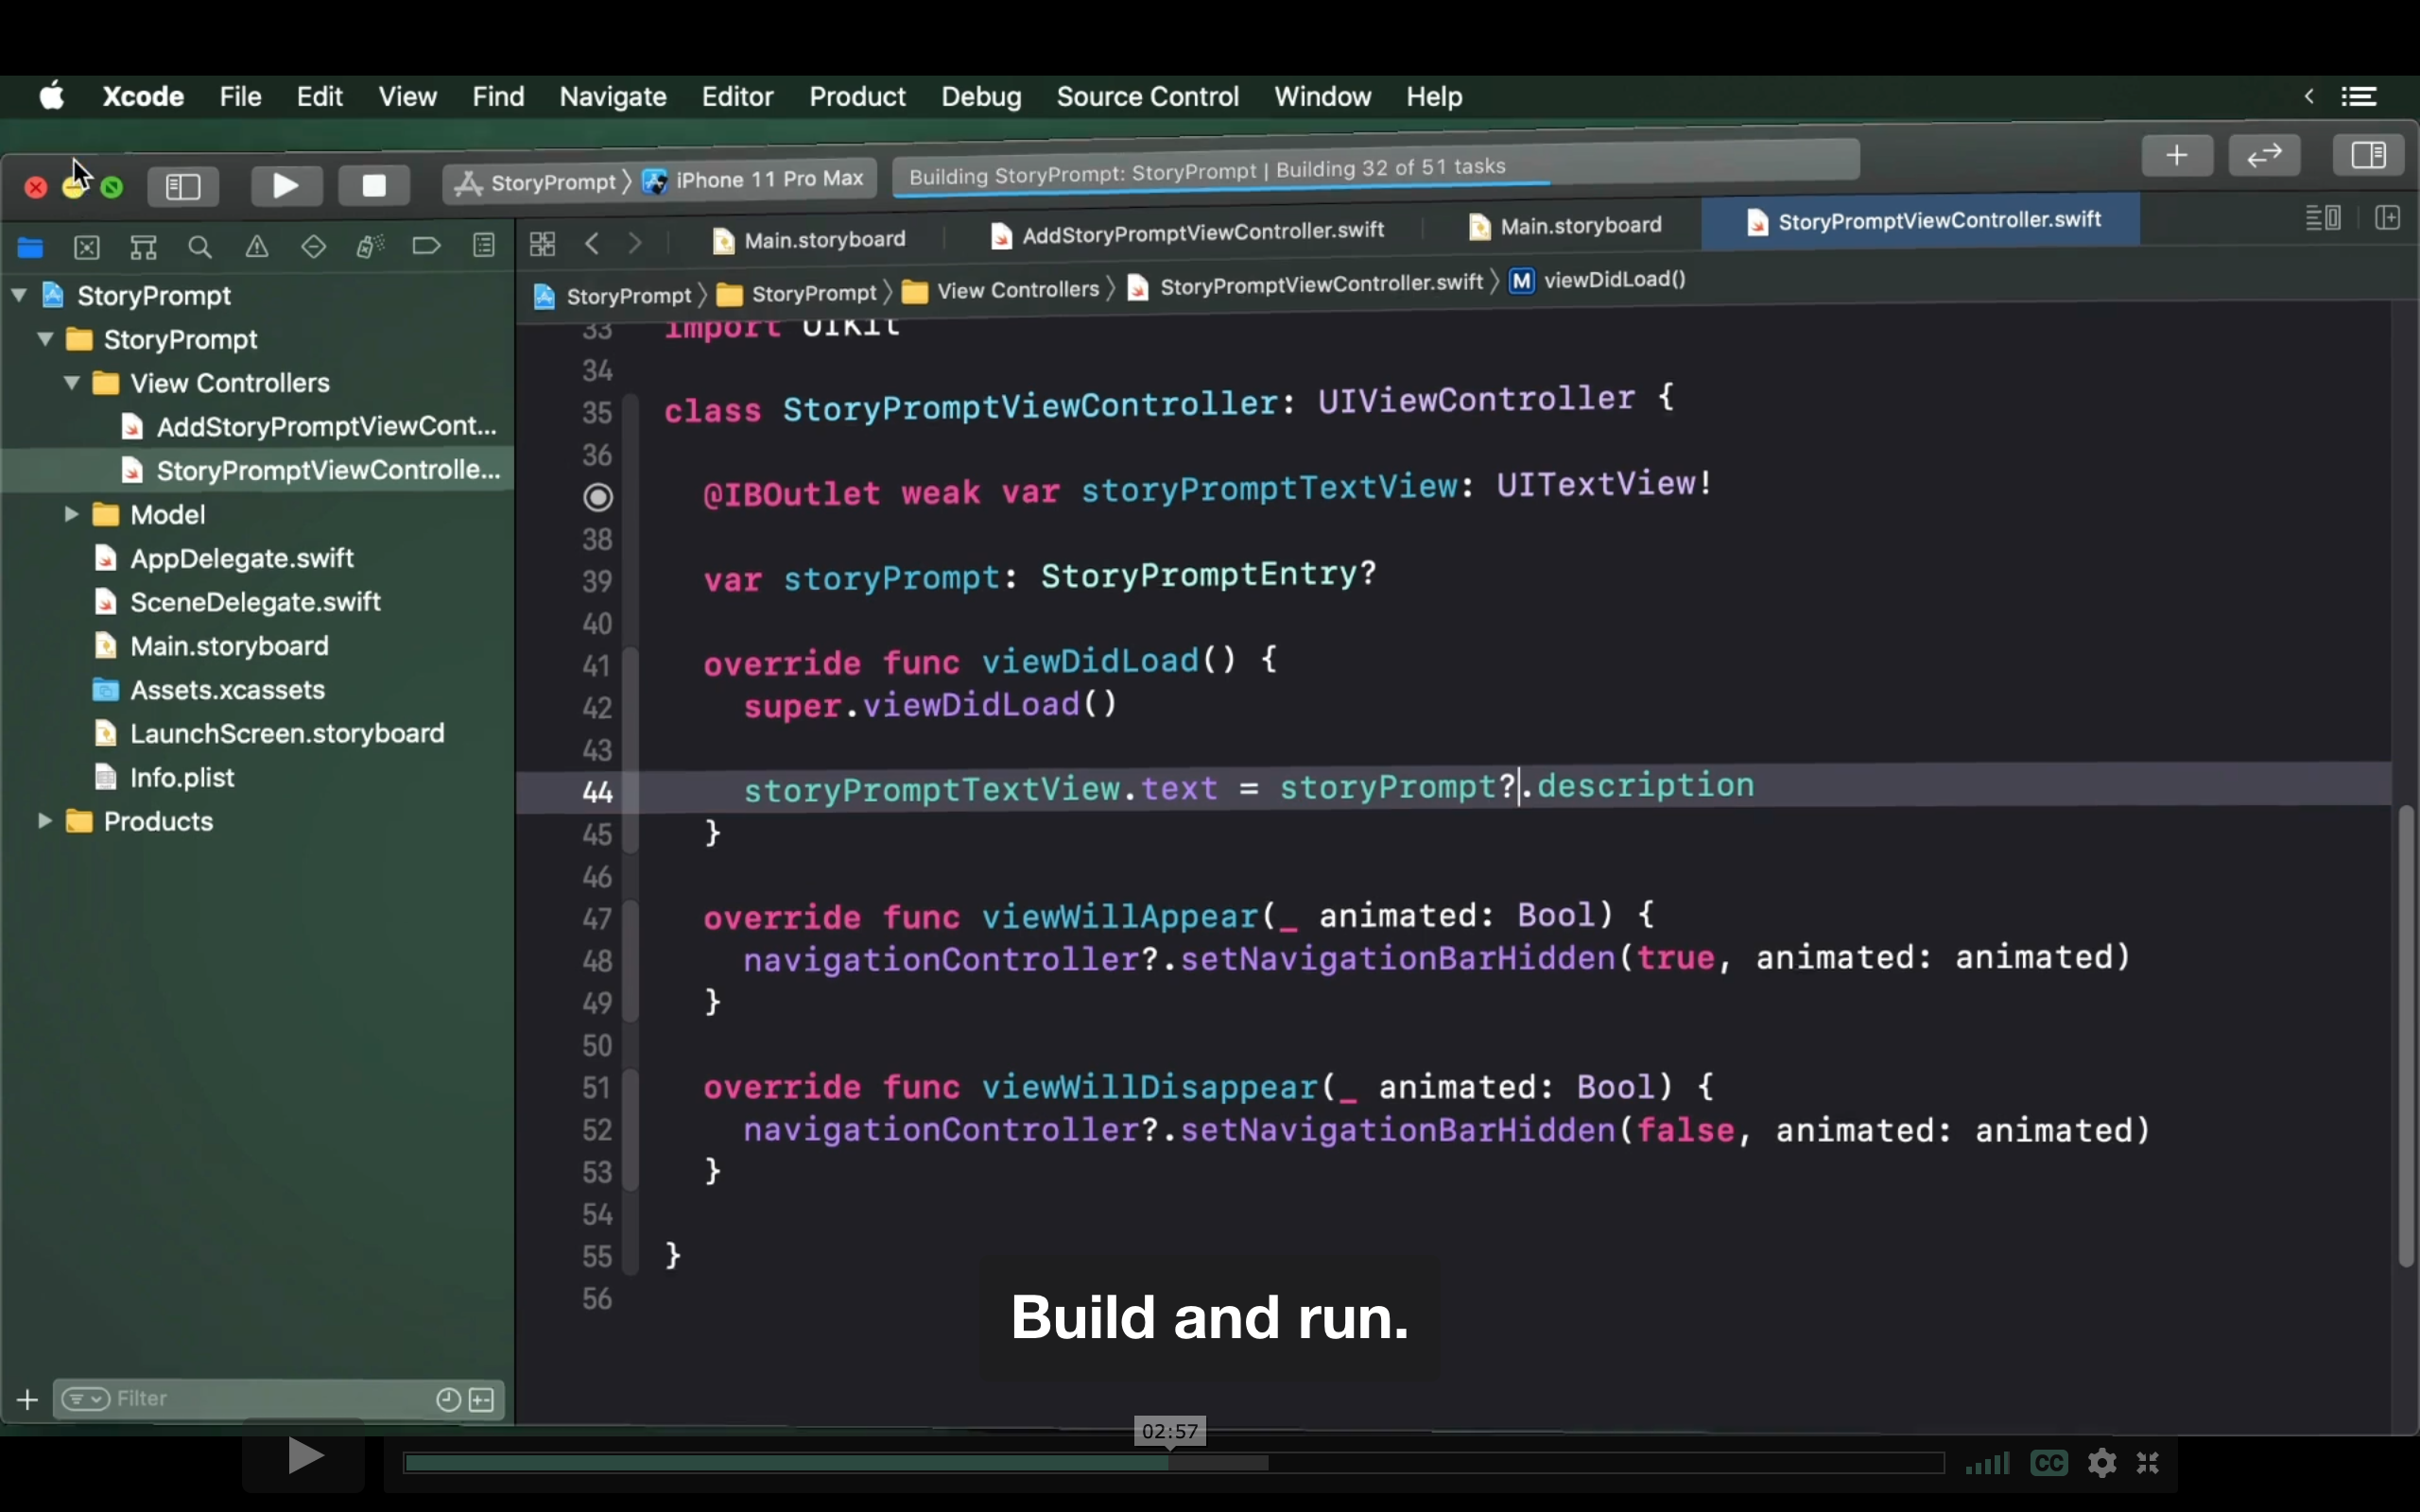 Xcode File Edit View Find Navigate Editor Product Debug Source Control Window Help
StoryPrompt iPhone 11 Pro Max Building StoryPrompt: StoryPrompt | Building 32 of 51 tasks
Main.storyboard AddStoryPromptViewController.swift Main.storyboard StoryPromptViewController.swift
StoryPrompt StoryPrompt View Controllers StoryPromptViewController.swift M viewDidLoad()
StoryPrompt
StoryPrompt
View Controllers
AddStoryPromptViewCont...
StoryPromptViewControlle...
Model
AppDelegate.swift
SceneDelegate.swift
Main.storyboard
Assets.xcassets
LaunchScreen.storyboard
Info.plist
Products
Filter
33 import UIKit
34
35 class StoryPromptViewController: UIViewController {
36
@IBOutlet weak var storyPromptTextView: UITextView!
38
39 var storyPrompt: StoryPromptEntry?
40
41 override func viewDidLoad() {
42 super.viewDidLoad()
43
44 storyPromptTextView.text = storyPrompt?.description
45 }
46
47 override func viewWillAppear(_ animated: Bool) {
48 navigationController?.setNavigationBarHidden(true, animated: animated)
49 }
50
51 override func viewWillDisappear(_ animated: Bool) {
52 navigationController?.setNavigationBarHidden(false, animated: animated)
53 }
54
55 }
56
Build and run.
02:57
CC